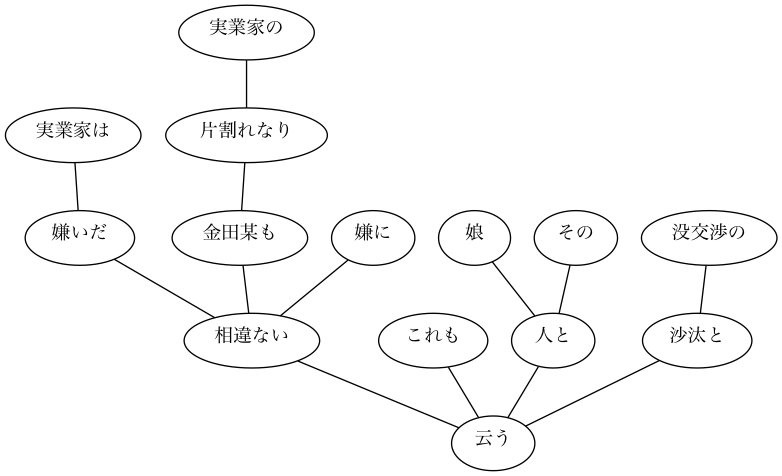 実業家の
実業家は
片割れなり
嫌いだ
金田某も
嫌に
娘
その
没交渉の
相違ない
これも
人と
沙汰と
云う